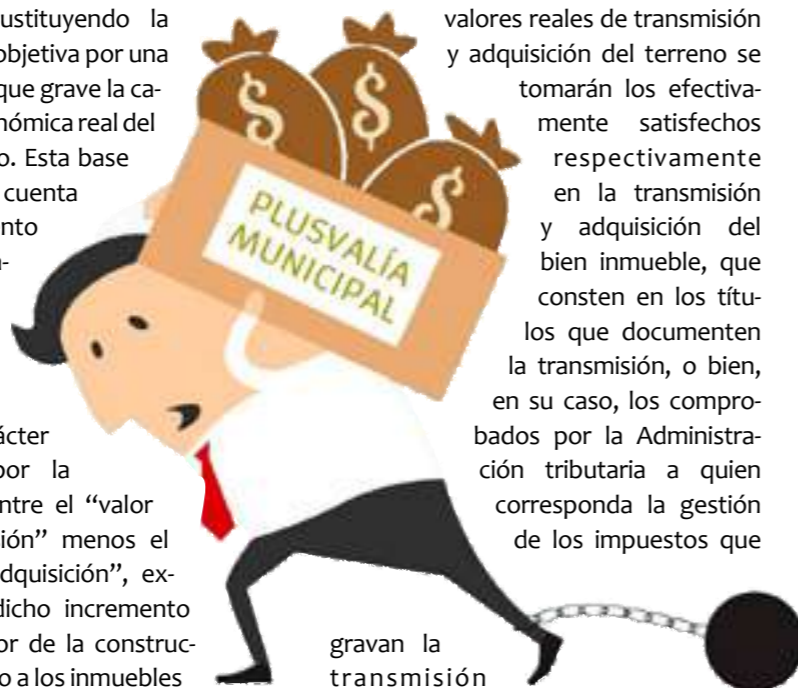 ustituyendo la
objetiva por una
que grave la ca-
nómica real del
o. Esta base
cuenta
nto
a-
ácter
por la
ntre el “valor
ión” menos el
dquisición”, ex-
dicho incremento
or de la construc-
o a los inmuebles
PLUSVALÍA
MUNICIPAL
valores reales de transmisión
y adquisición del terreno se
tomarán los efectiva-
mente satisfechos
respectivamente
en la transmisión
y adquisición del
bien inmueble, que
consten en los títu-
los que documenten
la transmisión, o bien,
en su caso, los compro-
bados por la Administra-
ción tributaria a quien
corresponda la gestión
de los impuestos que
gravan la
transmisión